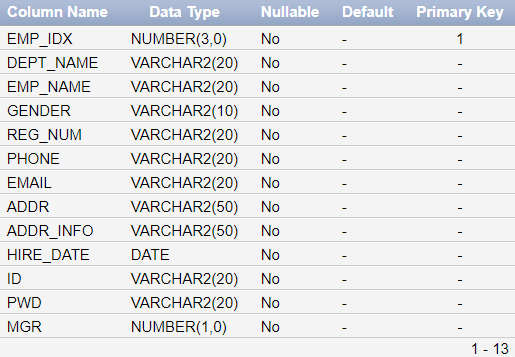 Column Name Data Type Nullable Default Primary Key
EMP_IDX NUMBER(3,0) No - 1
DEPT_NAME VARCHAR2(20) No - -
EMP_NAME VARCHAR2(20) No - -
GENDER VARCHAR2(10) No - -
REG_NUM VARCHAR2(20) No - -
PHONE VARCHAR2(20) No - -
EMAIL VARCHAR2(20) No - -
ADDR VARCHAR2(50) No - -
ADDR_INFO VARCHAR2(50) No - -
HIRE_DATE DATE No - -
ID VARCHAR2(20) No - -
PWD VARCHAR2(20) No - -
MGR NUMBER(1,0) No - -
1 - 13